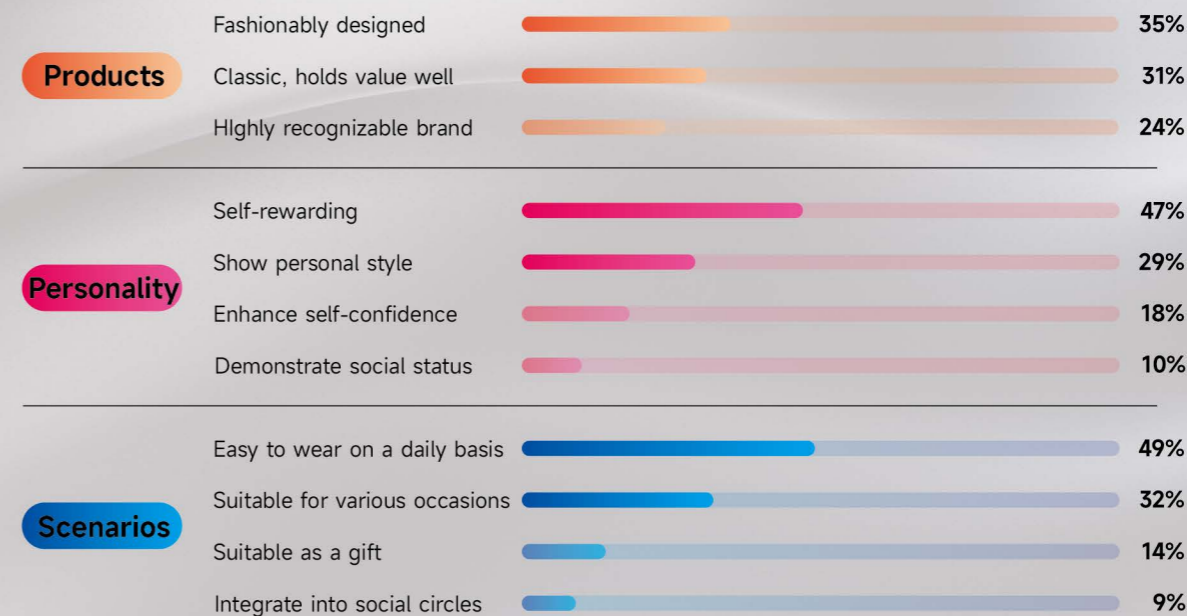 Products
Fashionably designed 35%
Classic, holds value well 31%
HIghly recognizable brand 24%
Personality
Self-rewarding 47%
Show personal style 29%
Enhance self-confidence 18%
Demonstrate social status 10%
Scenarios
Easy to wear on a daily basis 49%
Suitable for various occasions 32%
Suitable as a gift 14%
Integrate into social circles 9%